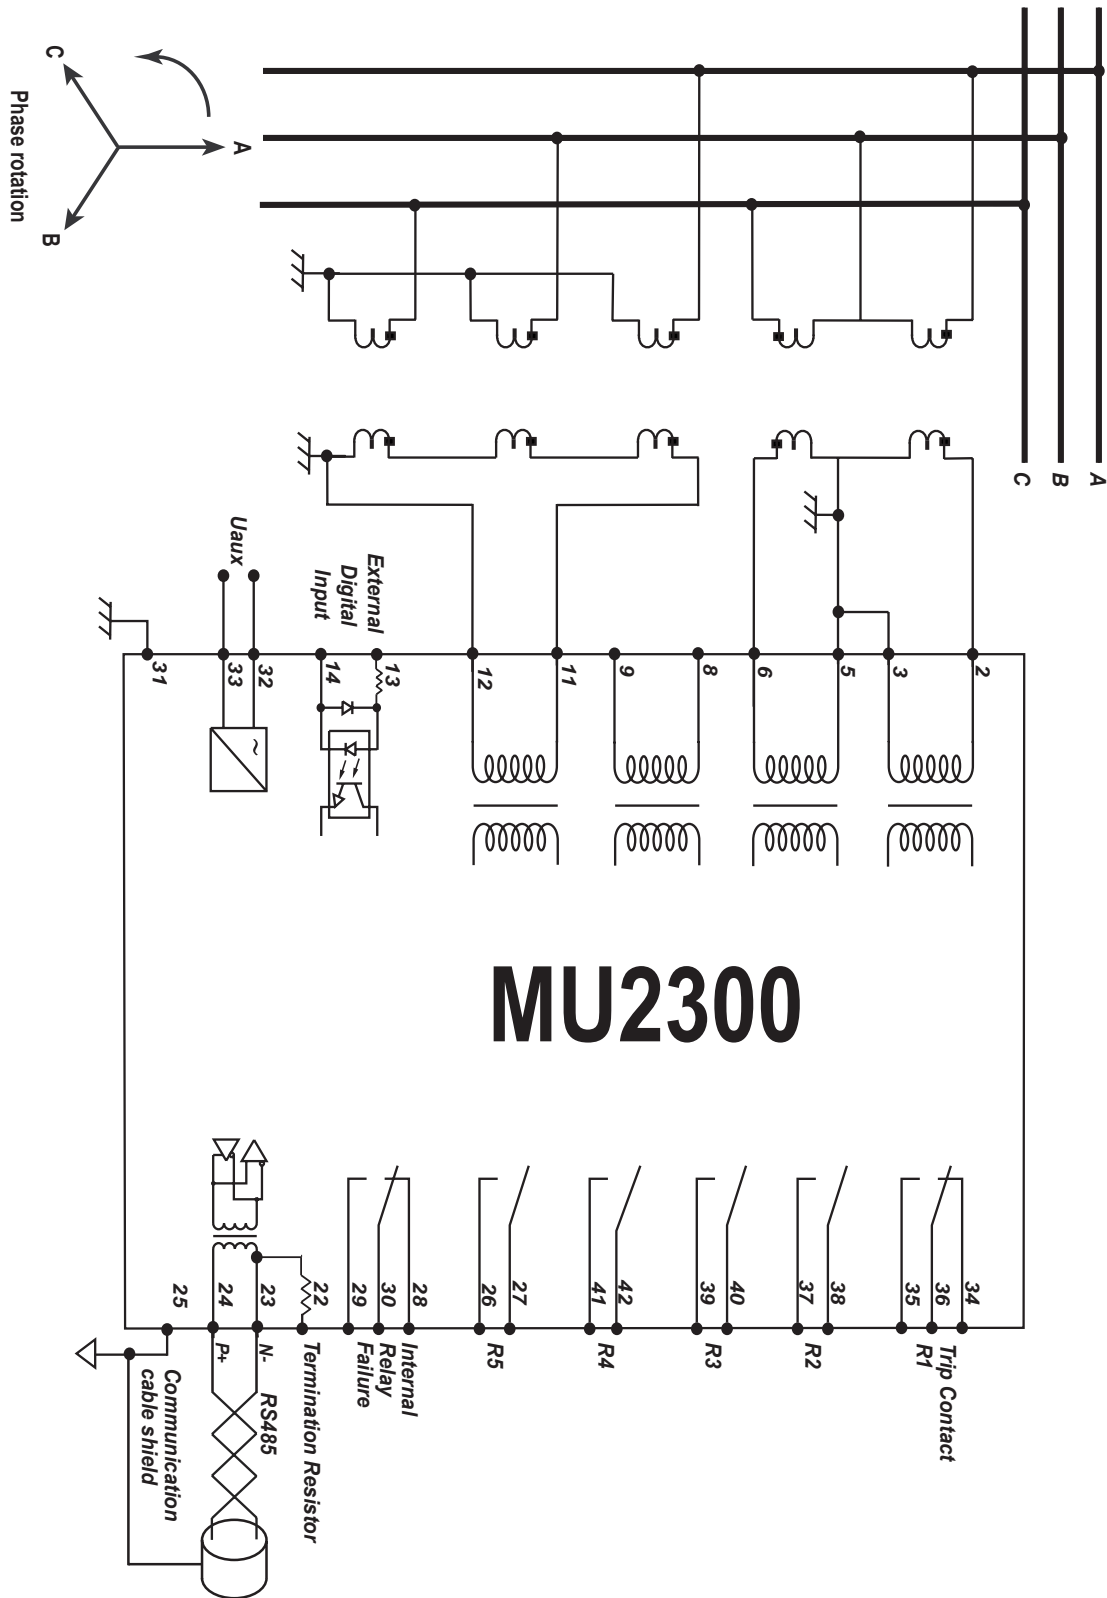 A
B
C
C
A
B
Phase rotation
Uaux
External
Digital
Input
31
33
32
14
13
12
11
9
8
6
5
3
2
MU2300
25
24
23
22
29
30
28
26
27
41
42
39
40
37
38
35
36
34
P+
N-
RS485
Communication
cable shield
Termination Resistor
Internal
Relay
Failure
R5
R4
R3
R2
Trip Contact
R1
~